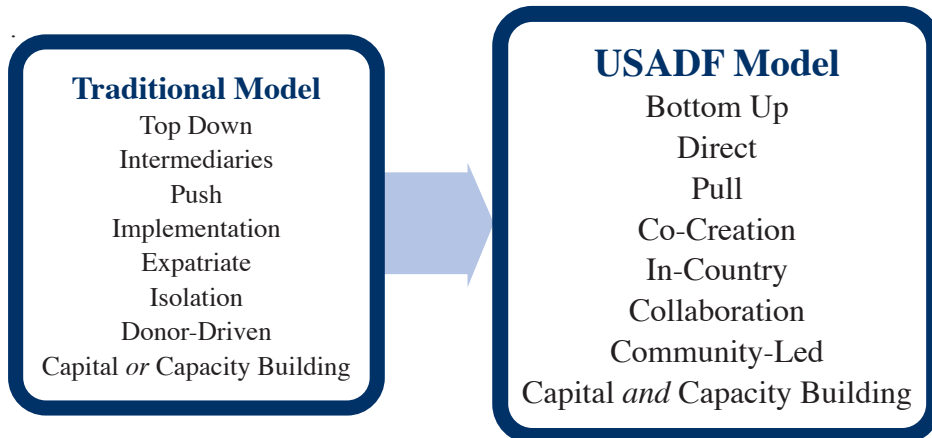 Traditional Model
Top Down
Intermediaries
Push
Implementation
Expatriate
Isolation
Donor-Driven
Capital or Capacity Building
USADF Model
Bottom Up
Direct
Pull
Co-Creation
In-Country
Collaboration
Community-Led
Capital and Capacity Building